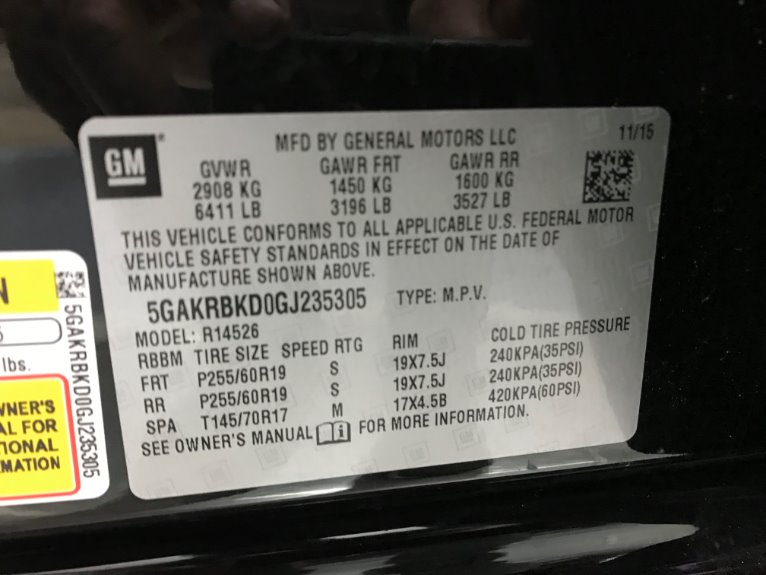 GM
MFD BY GENERAL MOTORS LLC 11/15
GVWR GAWR FRT GAWR RR
2908 KG 1450 KG 1600 KG
6411 LB 3196 LB 3527 LB
THIS VEHICLE CONFORMS TO ALL APPLICABLE U.S. FEDERAL MOTOR
VEHICLE SAFETY STANDARDS IN EFFECT ON THE DATE OF
MANUFACTURE SHOWN ABOVE.
5GAKRBKD0GJ235305 TYPE: M.P.V.
MODEL: R14526
RBBM TIRE SIZE SPEED RTG RIM COLD TIRE PRESSURE
FRT P255/60R19 S 19X7.5J 240KPA(35PSI)
RR P255/60R19 S 19X7.5J 240KPA(35PSI)
SPA T145/70R17 M 17X4.5B 420KPA(60PSI)
SEE OWNER'S MANUAL FOR MORE INFORMATION.
N
lbs.
WNER'S
AL FOR
TIONAL
MATION
5GAKRBKD0GJ235305